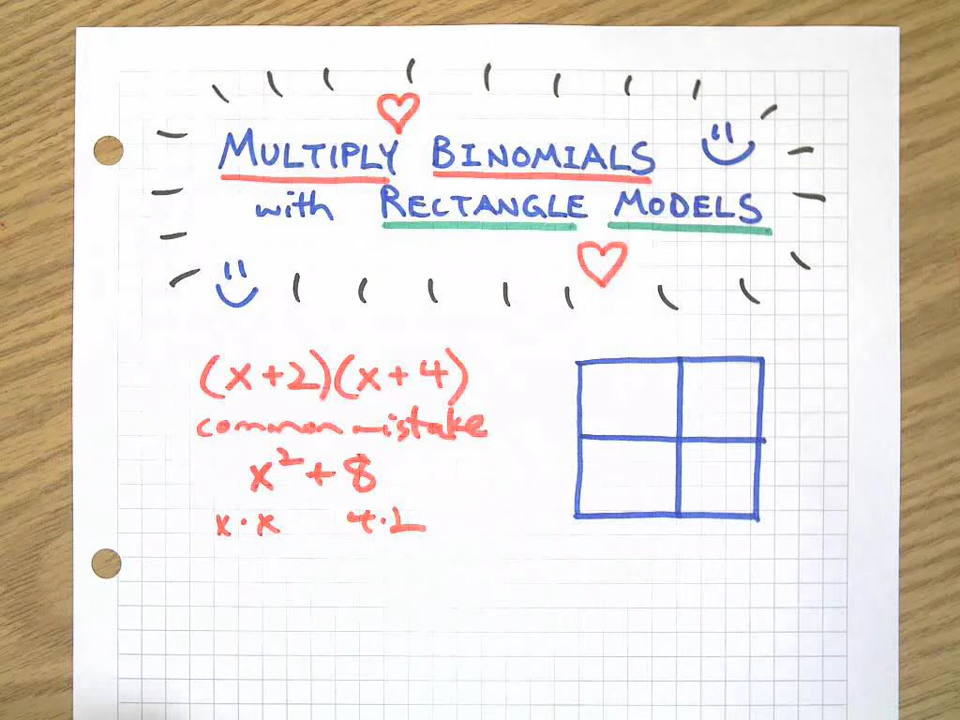 MULTIPLY BINOMIALS
with RECTANGLE MODELS
(x+2)(x+4)
common mistake
x² + 8
x·x 4·2